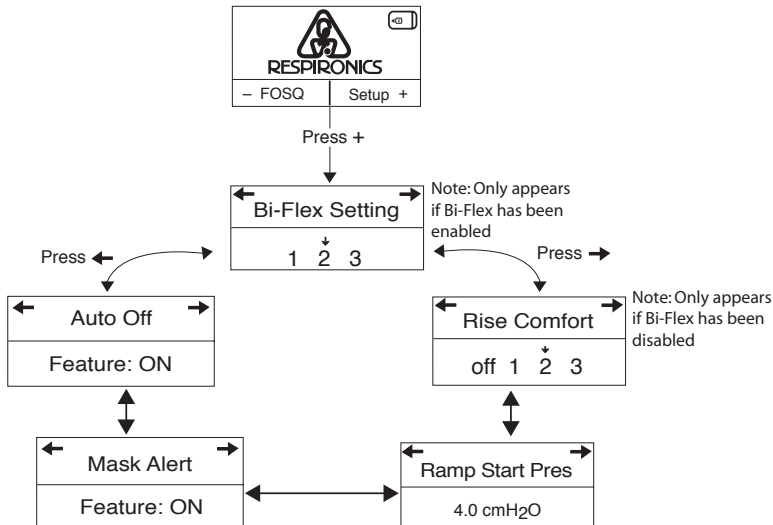 RESPIRONICS
– FOSQ
Setup +
Press +
Bi-Flex Setting
1 2 3
Note: Only appears
if Bi-Flex has been
enabled
Press ←
Press →
Auto Off
Feature: ON
Rise Comfort
off 1 2 3
Note: Only appears
if Bi-Flex has been
disabled
Mask Alert
Feature: ON
Ramp Start Pres
4.0 cmH2O